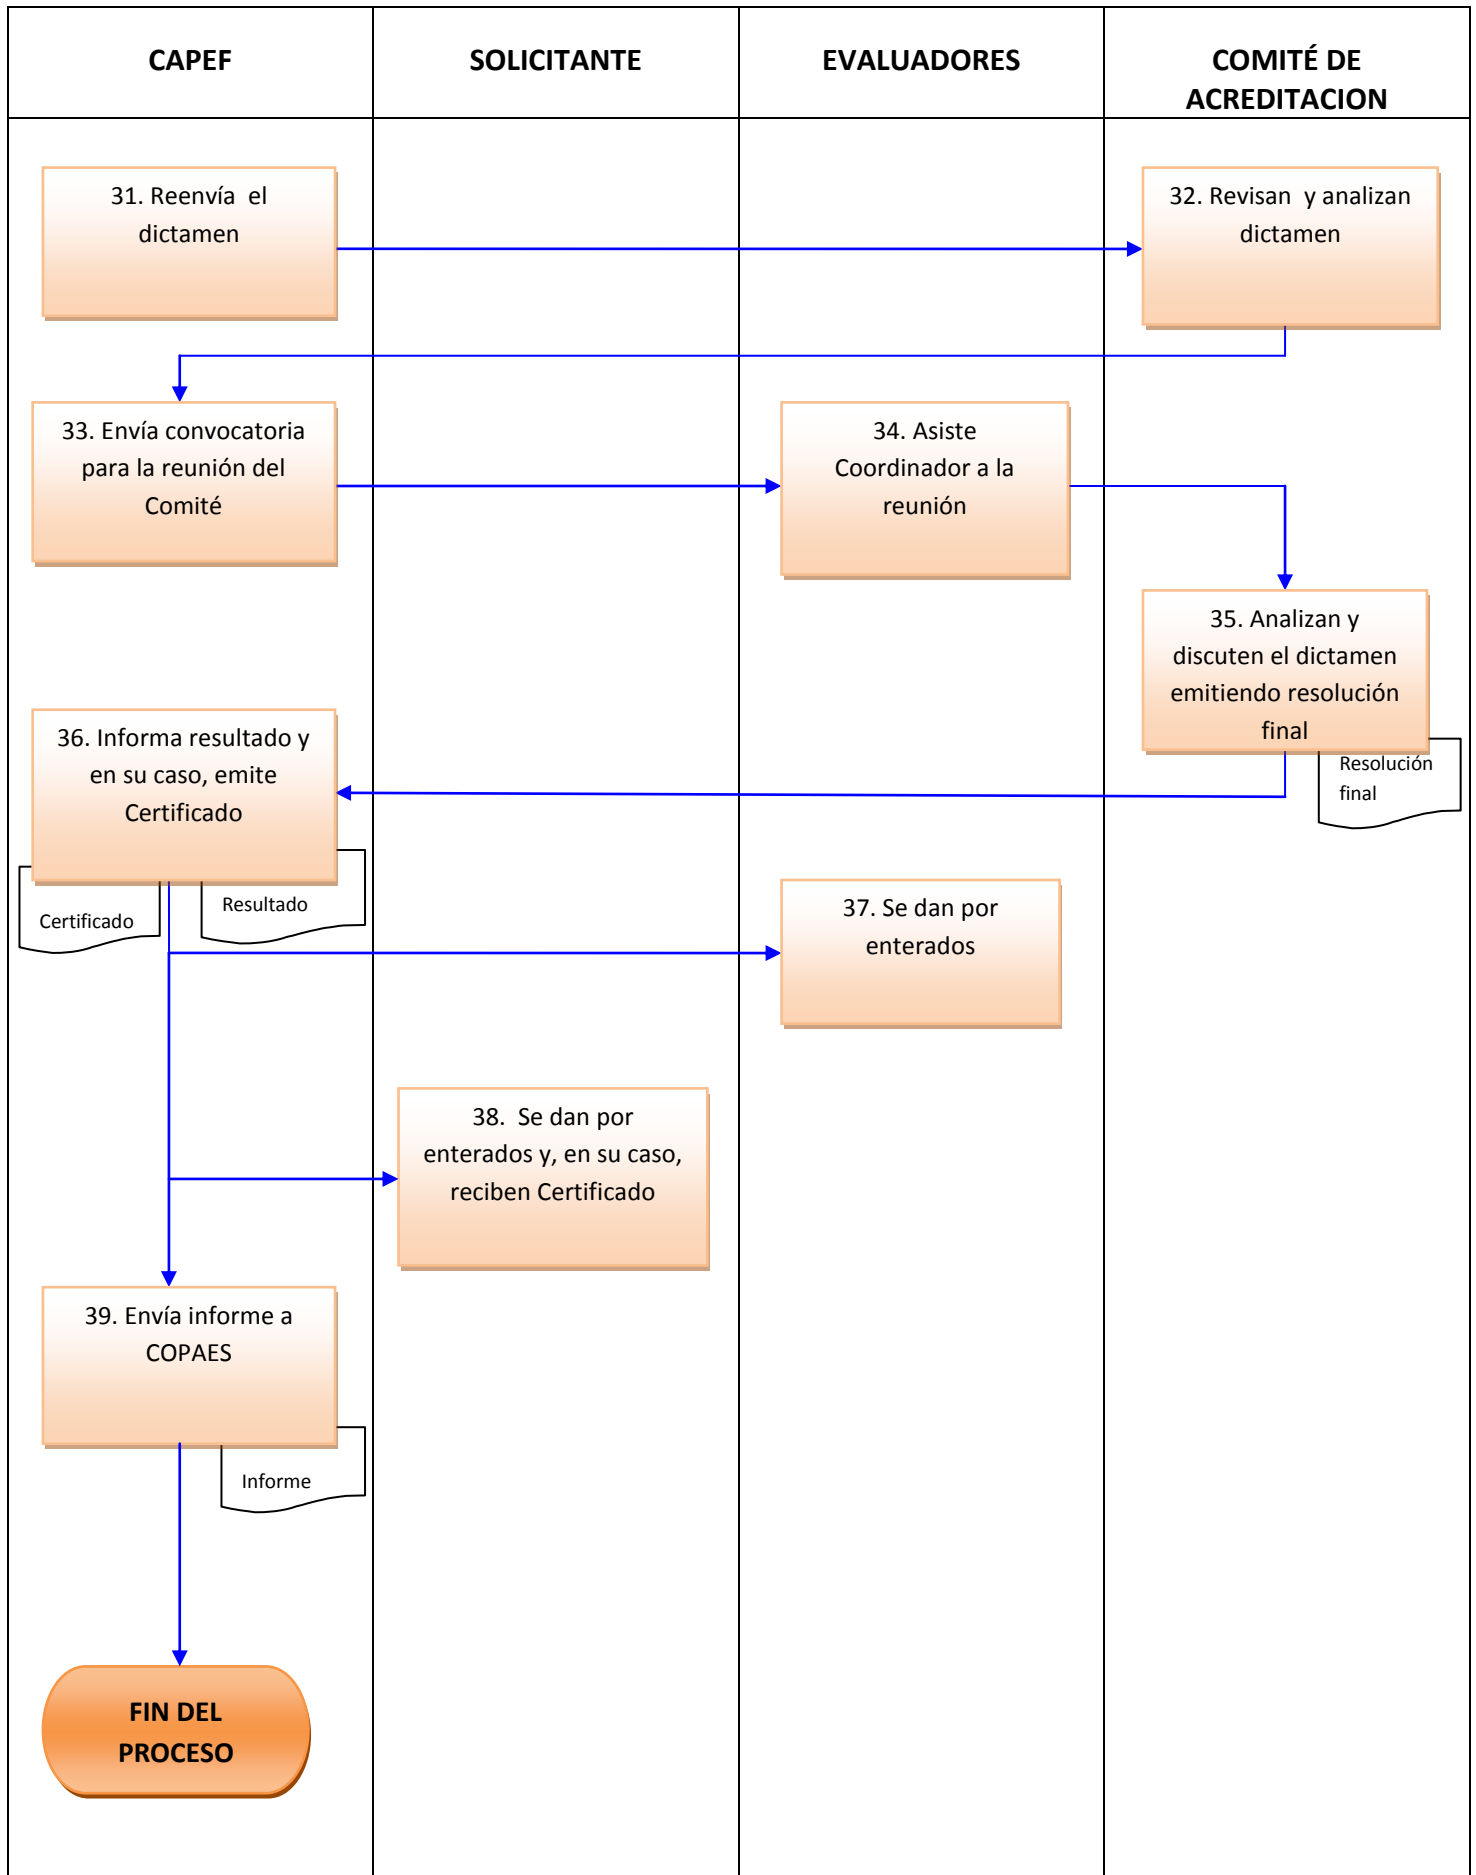 CAPEF
SOLICITANTE
EVALUADORES
COMITÉ DE
ACREDITACION
31. Reenvía el
dictamen
32. Revisan y analizan
dictamen
33. Envía convocatoria
para la reunión del
Comité
34. Asiste
Coordinador a la
reunión
35. Analizan y
discuten el dictamen
emitiendo resolución
final
Resolución
final
36. Informa resultado y
en su caso, emite
Certificado
Certificado
Resultado
37. Se dan por
enterados
38. Se dan por
enterados y, en su caso,
reciben Certificado
39. Envía informe a
COPAES
Informe
FIN DEL
PROCESO